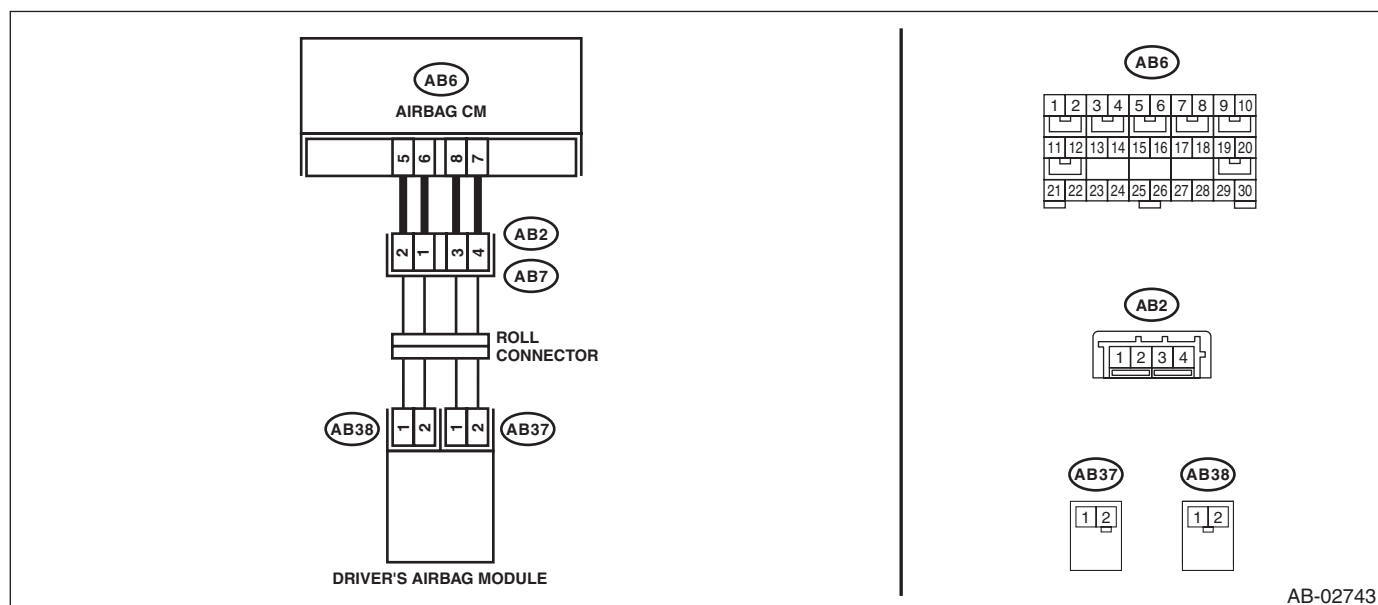 AB6
AIRBAG CM
5 6 8 7
2 1 3 4
AB2
AB7
ROLL
CONNECTOR
AB38
1 2 1 2
AB37
DRIVER'S AIRBAG MODULE
AB6
1 2 3 4 5 6 7 8 9 10
11 12 13 14 15 16 17 18 19 20
21 22 23 24 25 26 27 28 29 30
AB2
1 2 3 4
AB37
1 2
AB38
1 2
AB-02743